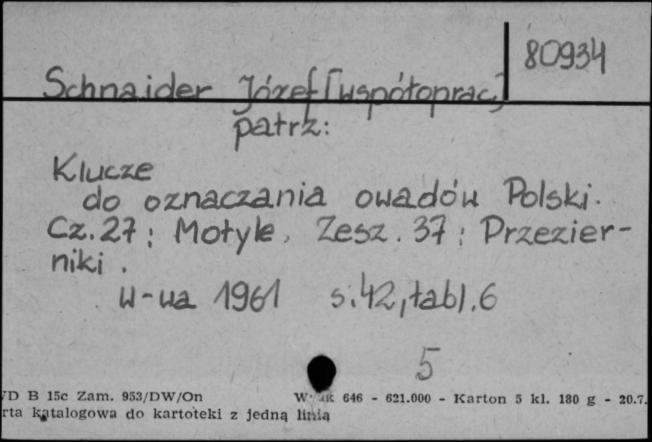 80934
Schnaider Józef [współoprac]
patrz:
Klucze
do oznaczania owadów Polski.
Cz. 27: Motyle. Zesz. 37: Przezier-
niki.
W-wa 1961 s. 42, tabl. 6
5
D B 15c Zam. 953/DW/On 646 - 621.000 - Karton 5 kl. 180 g - 20.7.
rta katalogowa do kartoteki z jedną linią